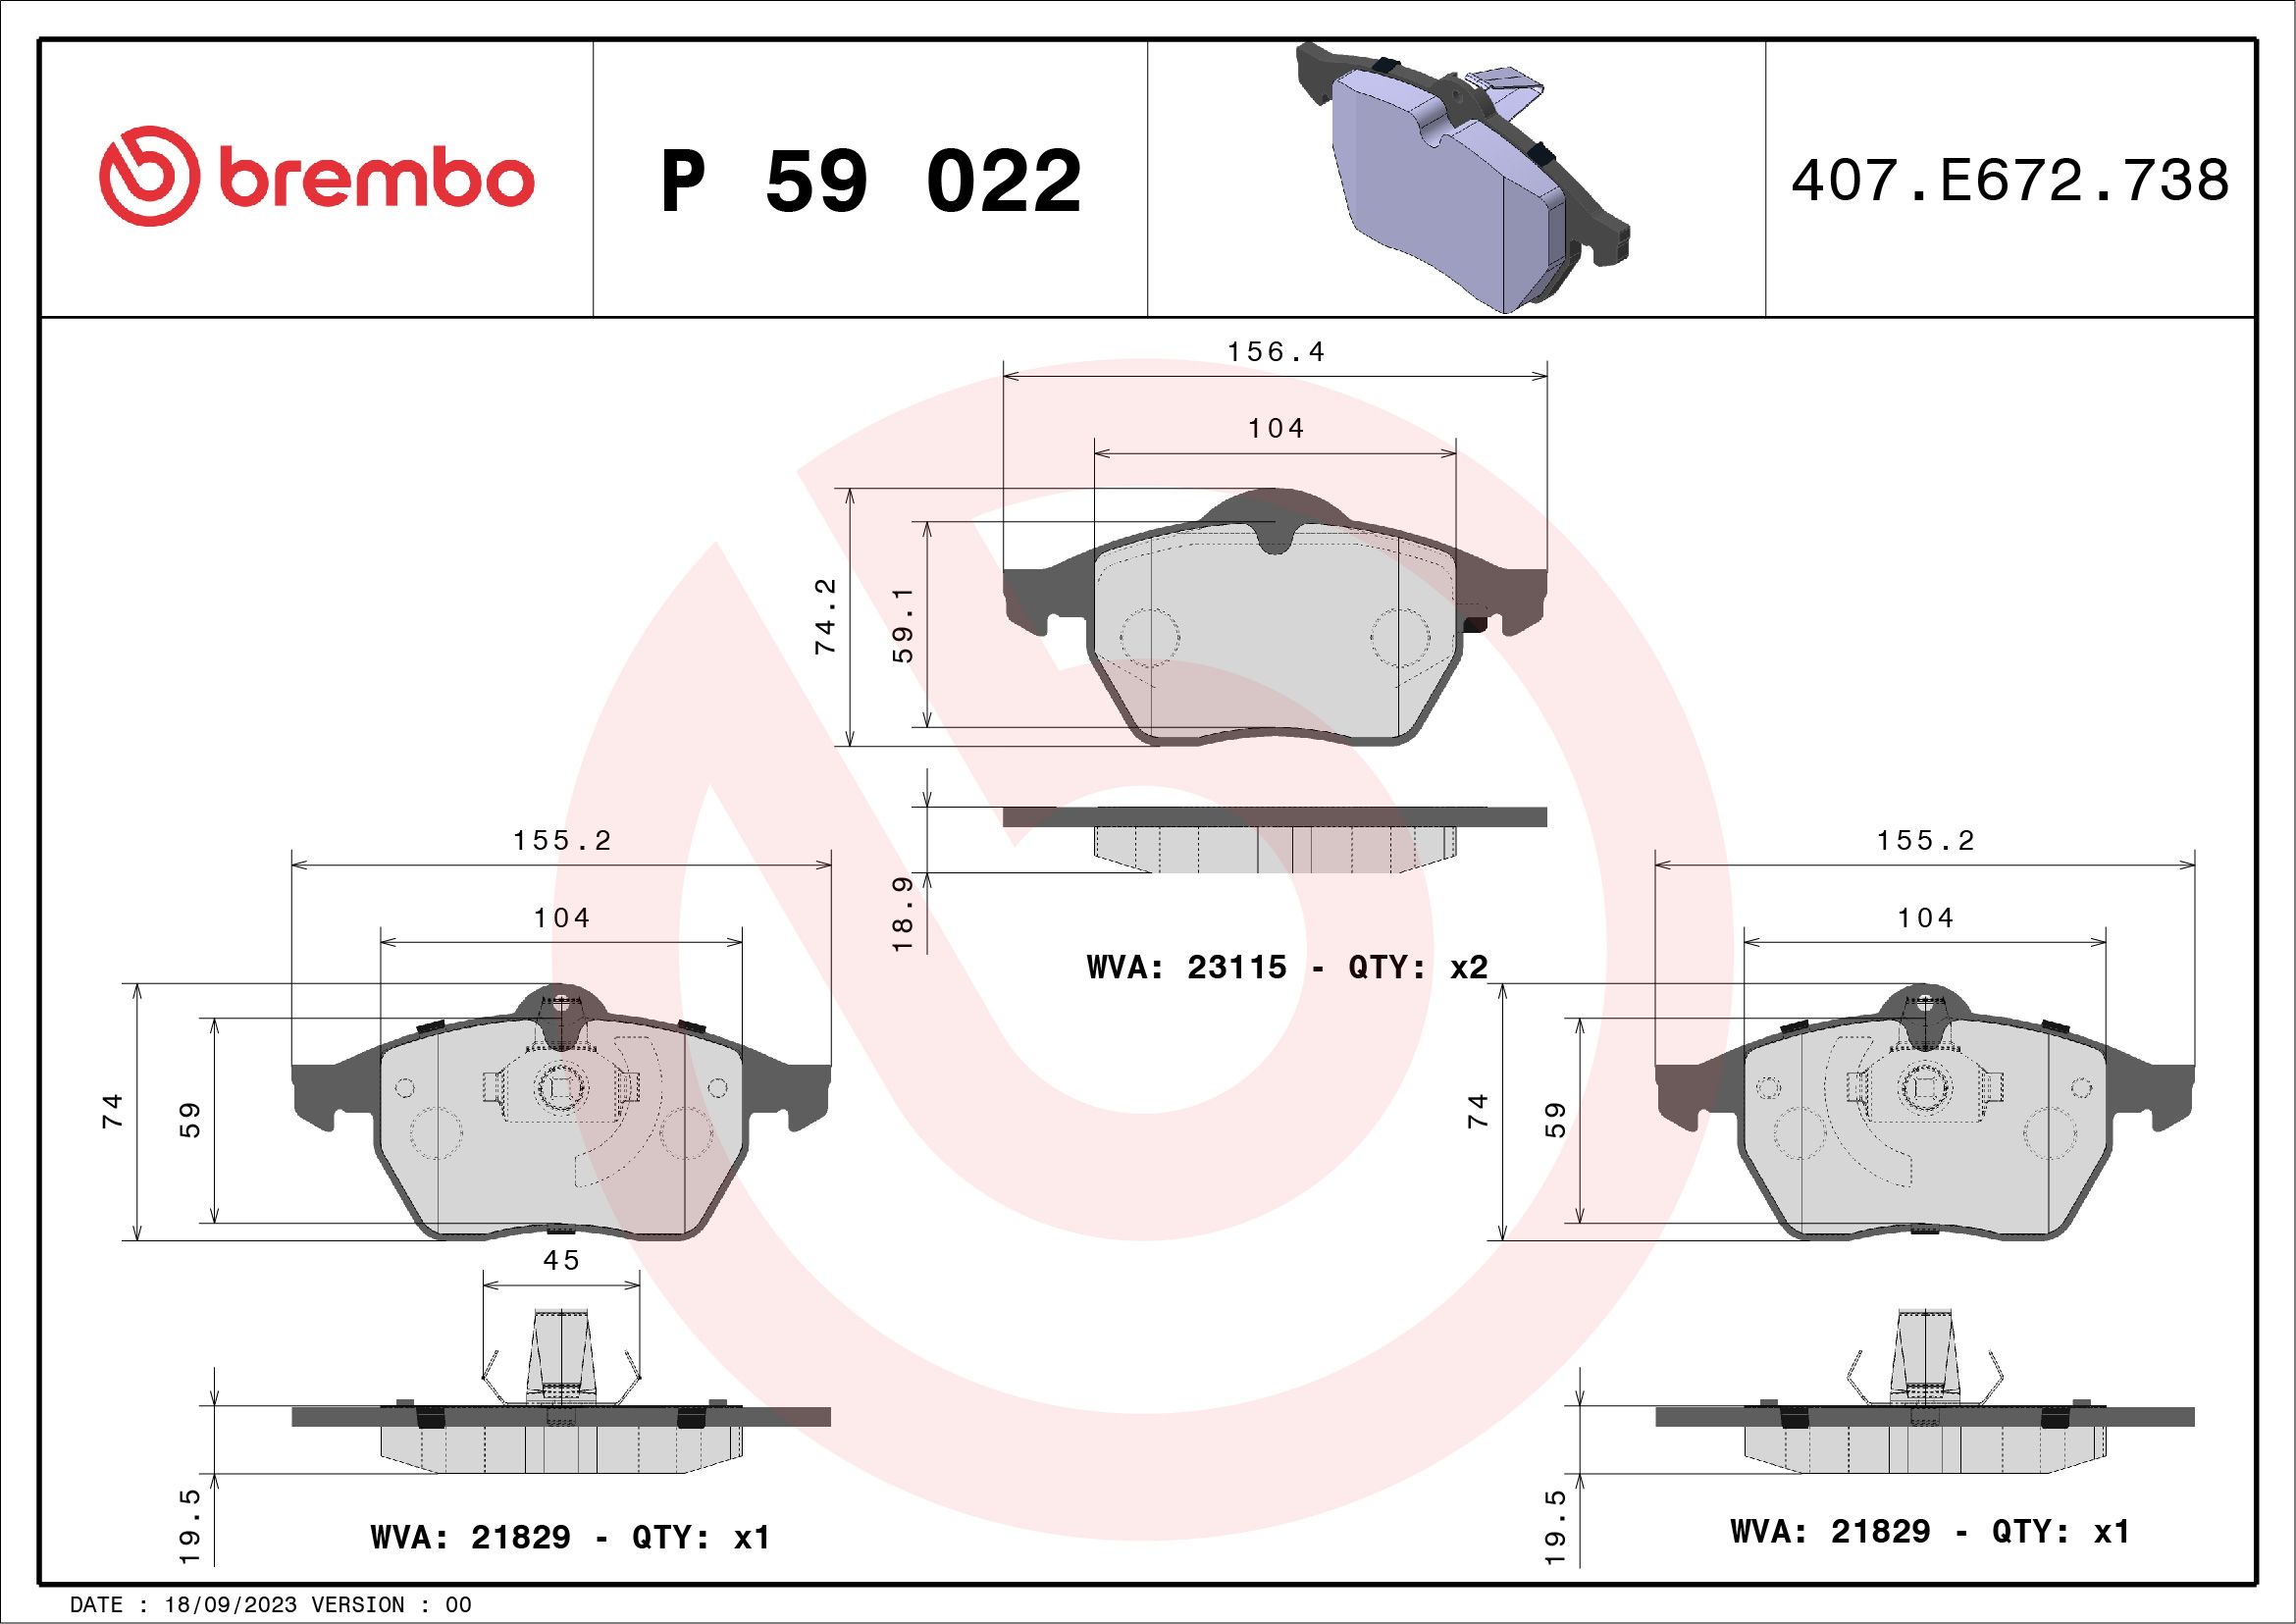 brembo
P 59 022
407.E672.738
156.4
104
74.2
59.1
18.9
WVA: 23115 - QTY: x2
155.2
104
74
59
45
19.5
WVA: 21829 - QTY: x1
155.2
104
74
59
19.5
WVA: 21829 - QTY: x1
DATE : 18/09/2023 VERSION : 00